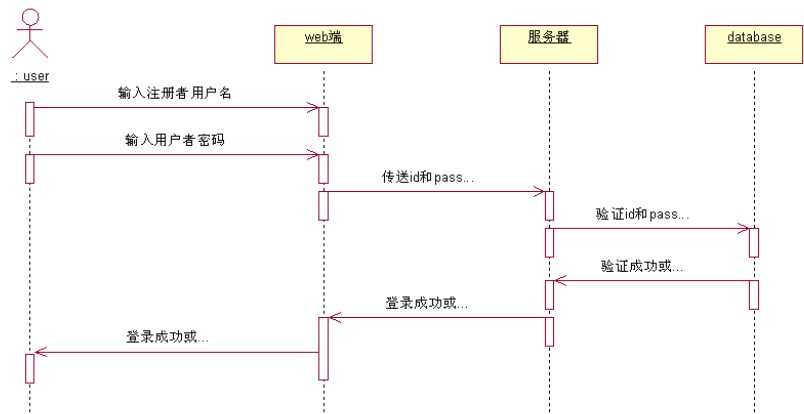 web端
服务器
database
: user
输入注册者用户名
输入用户者密码
传送id和pass...
验证id和pass...
验证成功或...
登录成功或...
登录成功或...